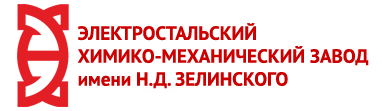 ЭЛЕКТРОСТАЛЬСКИЙ
ХИМИКО-МЕХАНИЧЕСКИЙ ЗАВОД
имени Н.Д. ЗЕЛИНСКОГО